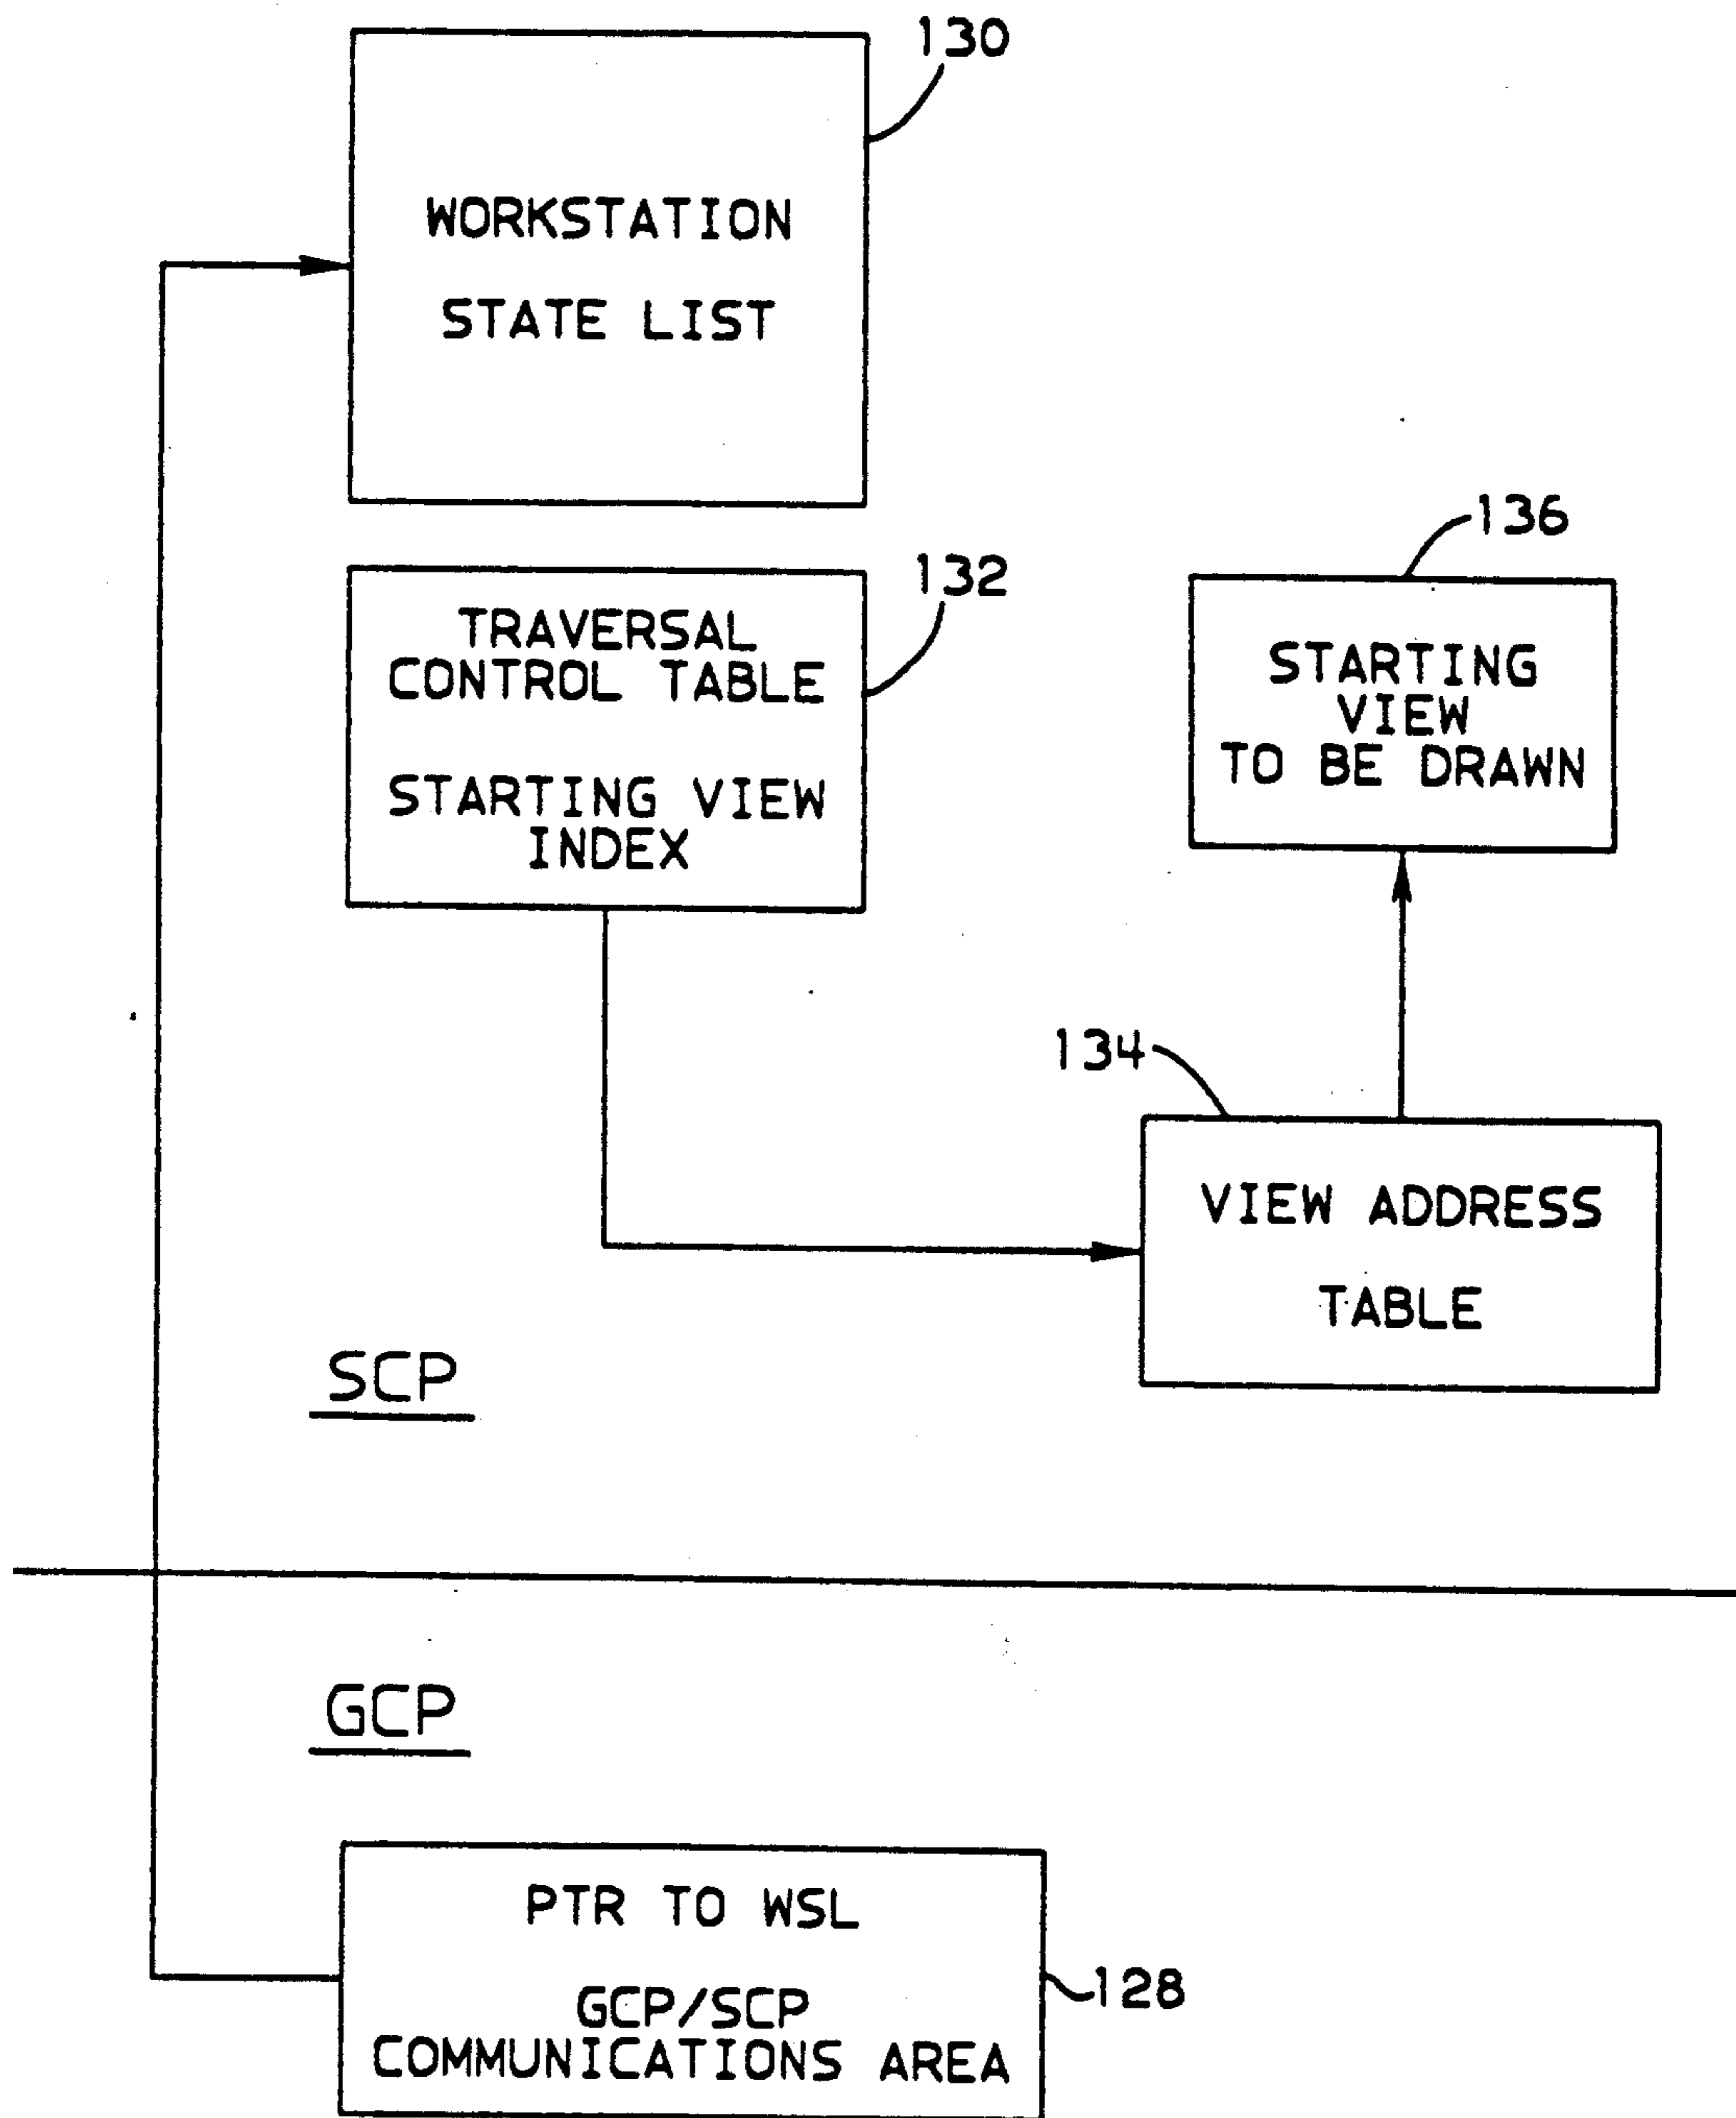 130
WORKSTATION
STATE LIST
136
132
TRAVERSAL
CONTROL TABLE
STARTING VIEW
INDEX
STARTING
VIEW
TO BE DRAWN
134
VIEW ADDRESS
TABLE
SCP
GCP
PTR TO WSL
GCP/SCP
COMMUNICATIONS AREA
128